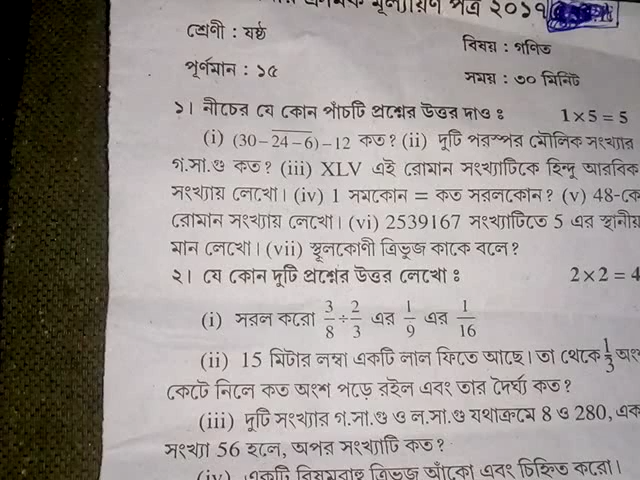 মূল্যায়ন পত্র ২০১৭
শ্রেণী : ষষ্ঠ
বিষয় : গণিত
পূর্ণমান : ১৫
সময় : ৩০ মিনিট
১। নীচের যে কোন পাঁচটি প্রশ্নের উত্তর দাও ঃ 1×5 = 5
(i) (30–24–6)–12 কত? (ii) দুটি পরস্পর মৌলিক সংখ্যার
গ.সা.গু কত? (iii) XLV এই রোমান সংখ্যাটিকে হিন্দু আরবিক
সংখ্যায় লেখো। (iv) 1 সমকোন = কত সরলকোন? (v) 48-কে
রোমান সংখ্যায় লেখো। (vi) 2539167 সংখ্যাটিতে 5 এর স্থানীয়
মান লেখো। (vii) স্থূলকোণী ত্রিভুজ কাকে বলে?
২। যে কোন দুটি প্রশ্নের উত্তর লেখো ঃ 2×2 = 4
(i) সরল করো 3/8 ÷ 2/3 এর 1/9 এর 1/16
(ii) 15 মিটার লম্বা একটি লাল ফিতে আছে। তা থেকে 1/3 অংশ
কেটে নিলে কত অংশ পড়ে রইল এবং তার দৈর্ঘ্য কত?
(iii) দুটি সংখ্যার গ.সা.গু ও ল.সা.গু যথাক্রমে 8 ও 280,
সংখ্যা 56 হলে, অপর সংখ্যাটি কত?
(iv) একটি বিষমবাহু ত্রিভুজ আঁকো এবং চিহ্নিত করো।